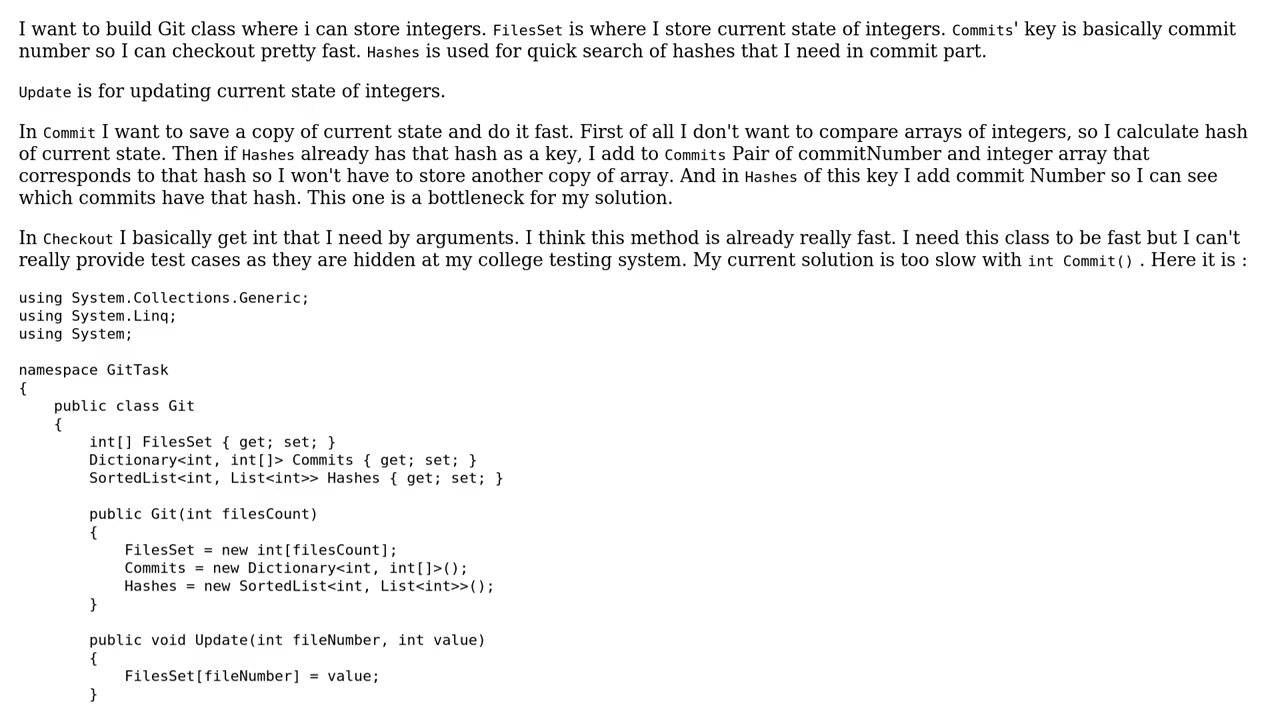 I want to build Git class where i can store integers. FilesSet is where I store current state of integers. Commits' key is basically commit
number so I can checkout pretty fast. Hashes is used for quick search of hashes that I need in commit part.
Update is for updating current state of integers.
In Commit I want to save a copy of current state and do it fast. First of all I don't want to compare arrays of integers, so I calculate hash
of current state. Then if Hashes already has that hash as a key, I add to Commits Pair of commitNumber and integer array that
corresponds to that hash so I won't have to store another copy of array. And in Hashes of this key I add commit Number so I can see
which commits have that hash. This one is a bottleneck for my solution.
In Checkout I basically get int that I need by arguments. I think this method is already really fast. I need this class to be fast but I can't
really provide test cases as they are hidden at my college testing system. My current solution is too slow with int Commit() . Here it is :
using System.Collections.Generic;
using System.Linq;
using System;
namespace GitTask
{
    public class Git
    {
        int[] FilesSet { get; set; }
        Dictionary<int, int[]> Commits { get; set; }
        SortedList<int, List<int>> Hashes { get; set; }
        public Git(int filesCount)
        {
            FilesSet = new int[filesCount];
            Commits = new Dictionary<int, int[]>();
            Hashes = new SortedList<int, List<int>>();
        }
        public void Update(int fileNumber, int value)
        {
            FilesSet[fileNumber] = value;
        }